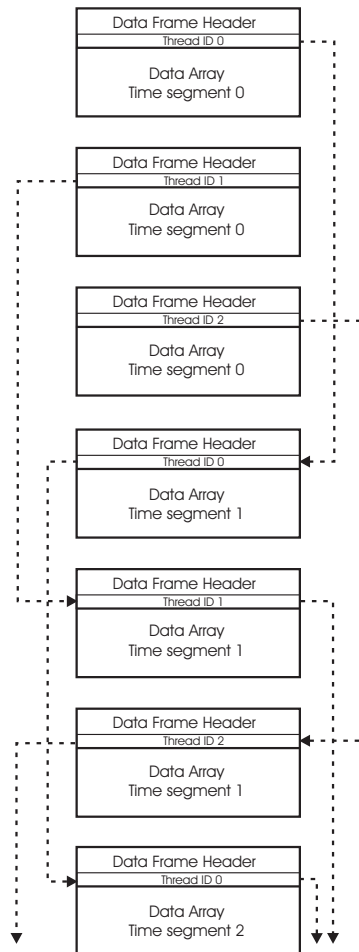 Data Frame Header
Thread ID 0
Data Array
Time segment 0
Data Frame Header
Thread ID 1
Data Array
Time segment 0
Data Frame Header
Thread ID 2
Data Array
Time segment 0
Data Frame Header
Thread ID 0
Data Array
Time segment 1
Data Frame Header
Thread ID 1
Data Array
Time segment 1
Data Frame Header
Thread ID 2
Data Array
Time segment 1
Data Frame Header
Thread ID 0
Data Array
Time segment 2